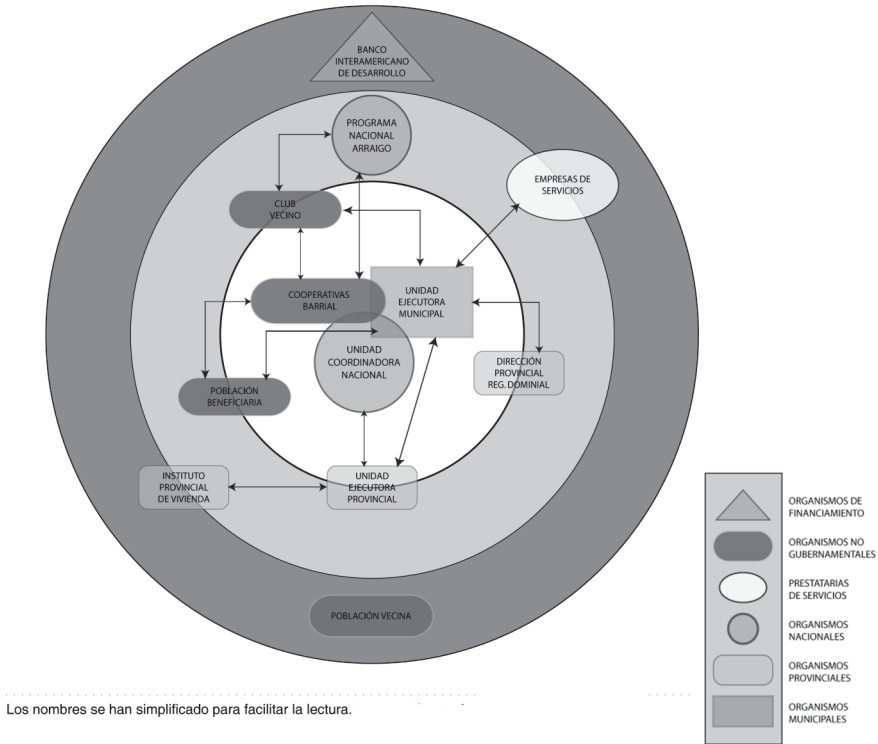 BANCO
INTERAMERICANO
DE DESARROLLO
PROGRAMA
NACIONAL
ARRAIGO
EMPRESAS DE
SERVICIOS
CLUB
VECINO
COOPERATIVAS
BARRIAL
UNIDAD
EJECUTORA
MUNICIPAL
UNIDAD
COORDINADORA
NACIONAL
DIRECCIÓN
PROVINCIAL
REG. DOMINIAL
POBLACIÓN
BENEFICIARIA
INSTITUTO
PROVINCIAL
DE VIVIENDA
UNIDAD
EJECUTORA
PROVINCIAL
POBLACIÓN VECINA
ORGANISMOS DE
FINANCIAMIENTO
ORGANISMOS NO
GUBERNAMENTALES
PRESTATARIAS
DE SERVICIOS
ORGANISMOS
NACIONALES
ORGANISMOS
PROVINCIALES
ORGANISMOS
MUNICIPALES
Los nombres se han simplificado para facilitar la lectura.